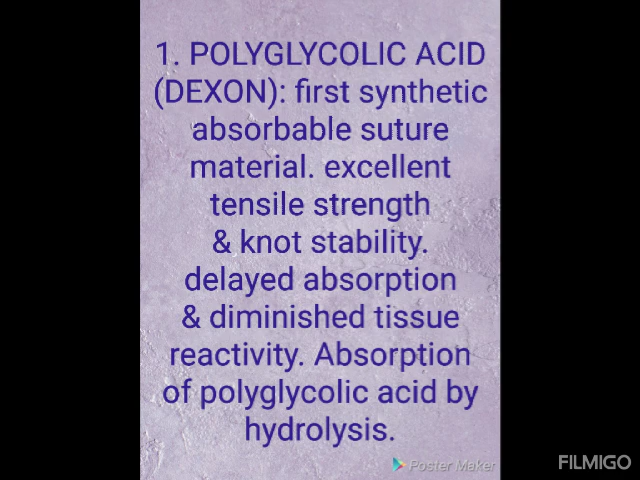 1. POLYGLYCOLIC ACID
(DEXON): first synthetic
absorbable suture
material. excellent
tensile strength
& knot stability.
delayed absorption
& diminished tissue
reactivity. Absorption
of polyglycolic acid by
hydrolysis.
Poster Maker
FILMIGO